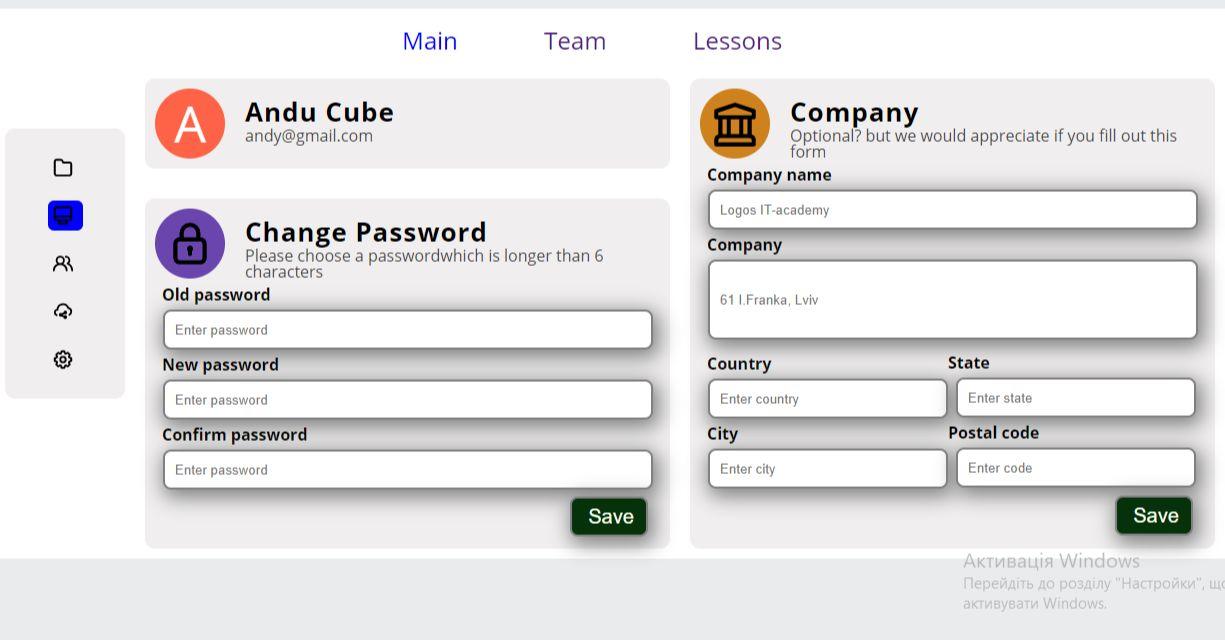 Main Team Lessons
A
Andu Cube
andy@gmail.com
Change Password
Please choose a passwordwhich is longer than 6
characters
Old password
Enter password
New password
Enter password
Confirm password
Enter password
Save
Company
Optional? but we would appreciate if you fill out this
form
Company name
Logos IT-academy
Company
61 I.Franka, Lviv
Country State
Enter country Enter state
City Postal code
Enter city Enter code
Save
Активація Windows
Перейдіть до розділу "Настройки", що
активувати Windows.